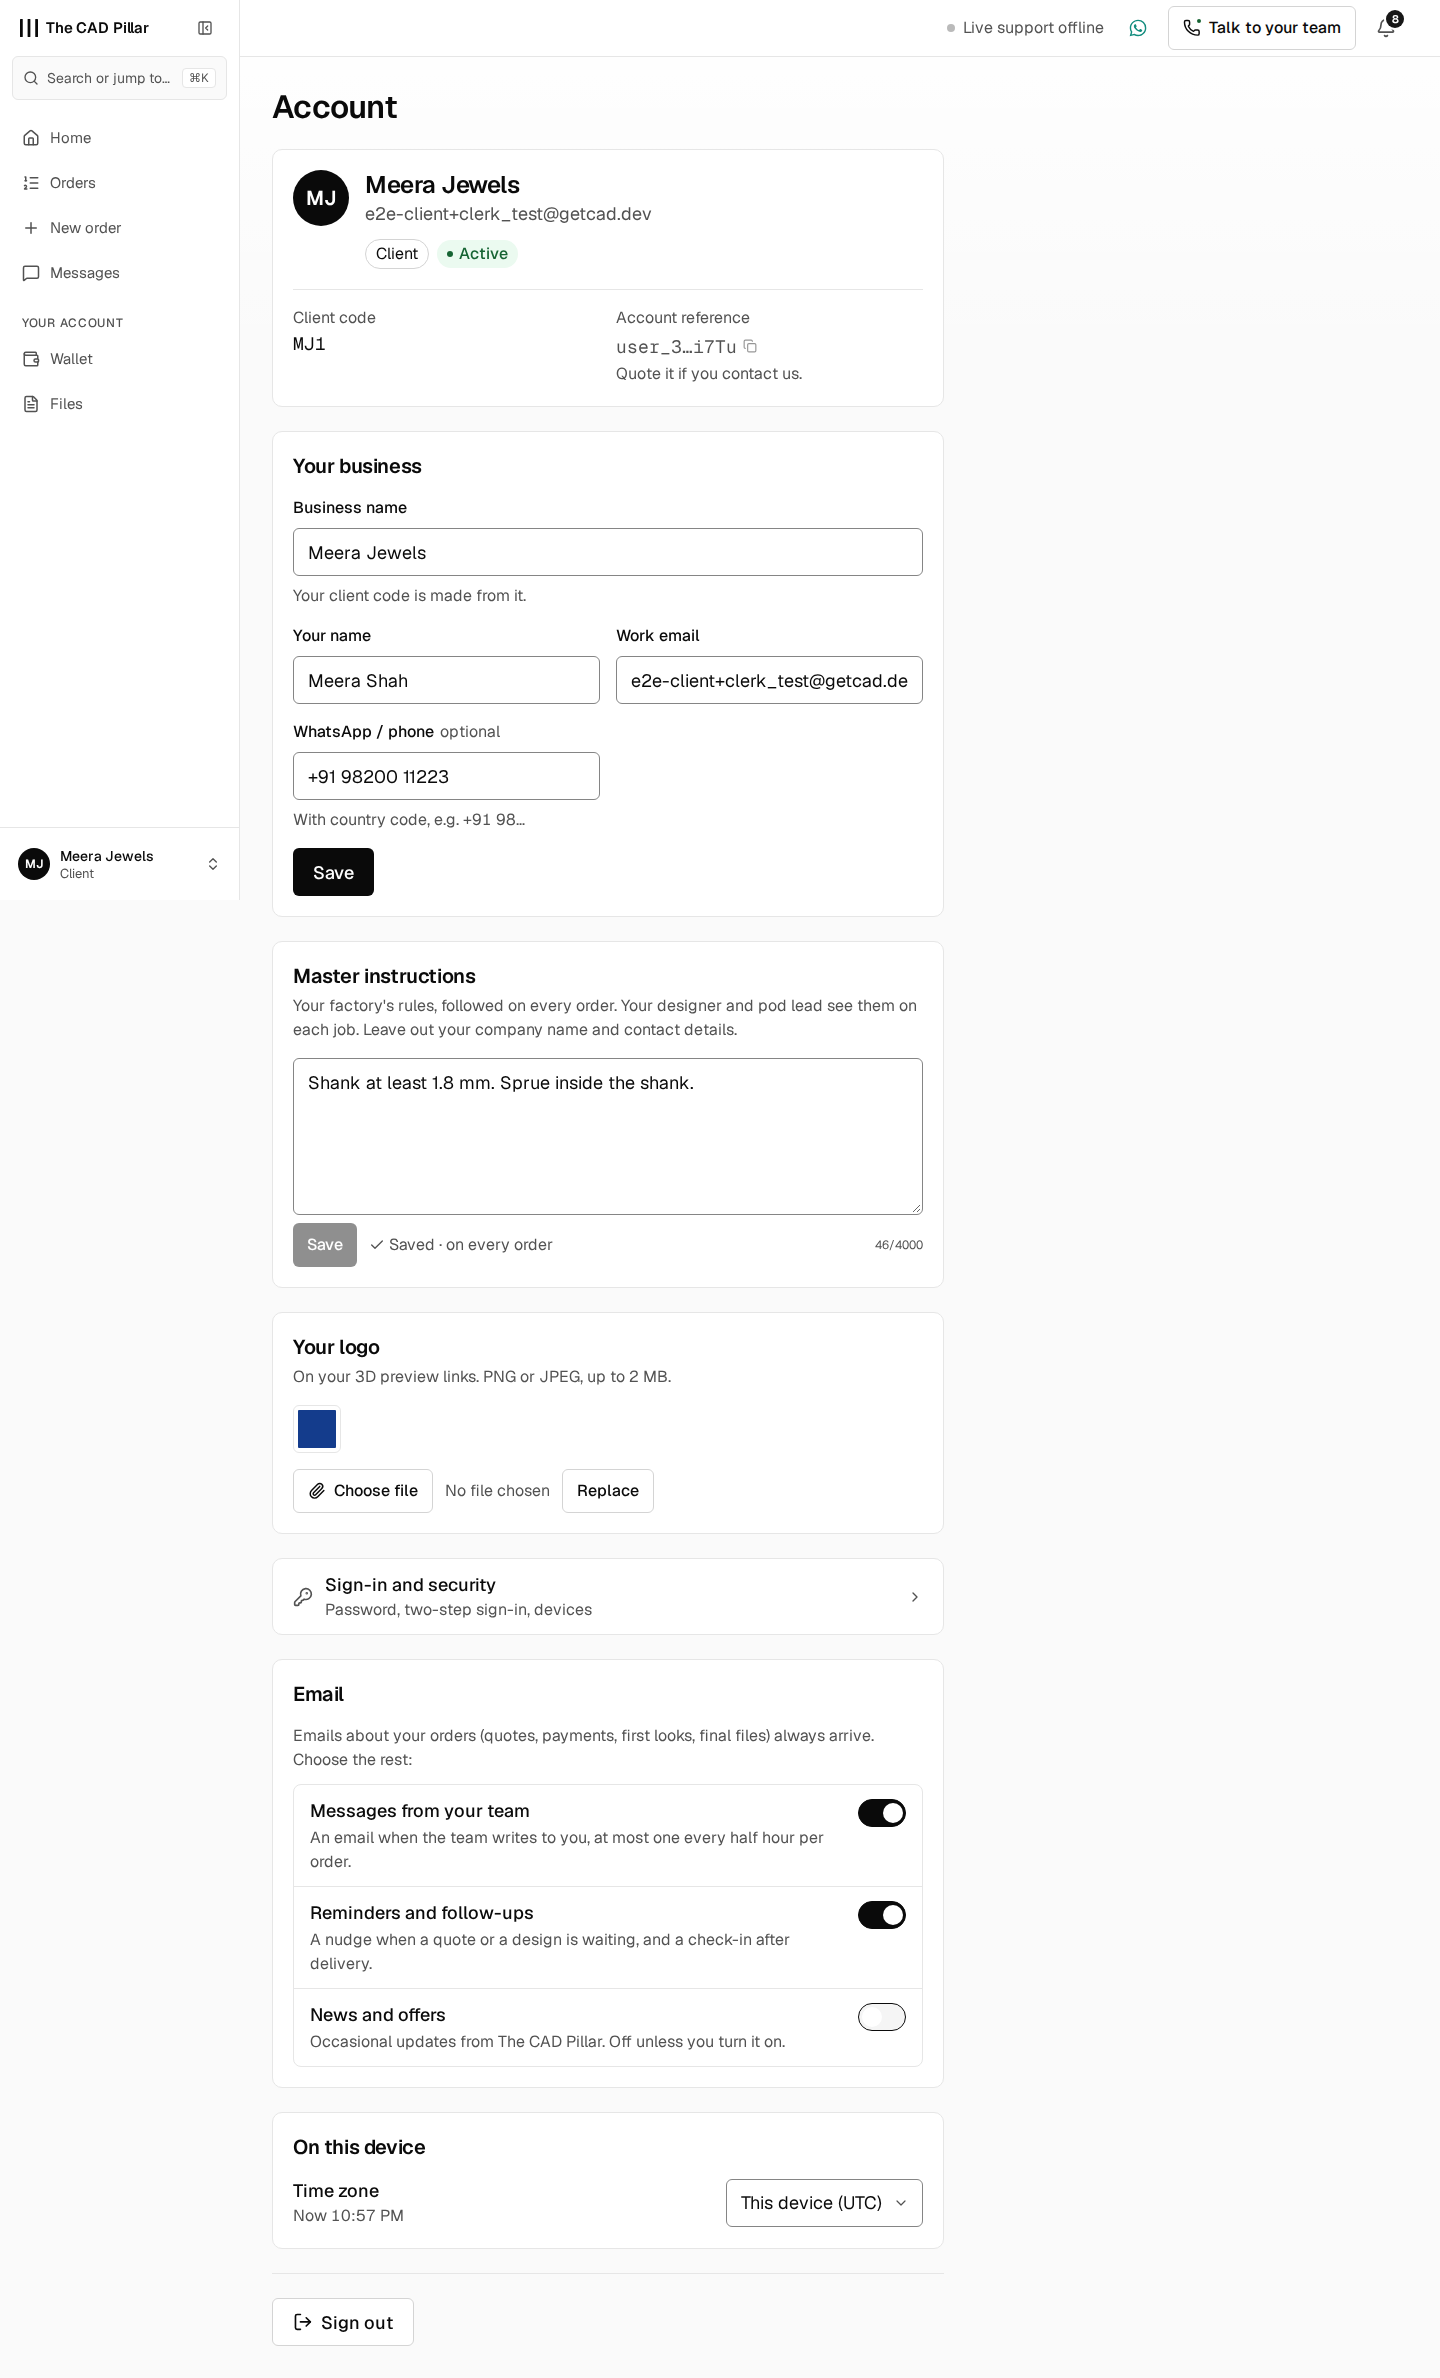 The CAD Pillar
Search or jump to... ⌘K
Home
Orders
New order
Messages
YOUR ACCOUNT
Wallet
Files
MJ
Meera Jewels
Client
Live support offline
Talk to your team
8
Account
MJ
Meera Jewels
e2e-client+clerk_test@getcad.dev
Client
Active
Client code
MJ1
Account reference
user_3…i7Tu
Quote it if you contact us.
Your business
Business name
Meera Jewels
Your client code is made from it.
Your name
Meera Shah
Work email
e2e-client+clerk_test@getcad.de
WhatsApp / phone optional
+91 98200 11223
With country code, e.g. +91 98…
Save
Master instructions
Your factory's rules, followed on every order. Your designer and pod lead see them on
each job. Leave out your company name and contact details.
Shank at least 1.8 mm. Sprue inside the shank.
Save
Saved · on every order
46/4000
Your logo
On your 3D preview links. PNG or JPEG, up to 2 MB.
Choose file
No file chosen
Replace
Sign-in and security
Password, two-step sign-in, devices
Email
Emails about your orders (quotes, payments, first looks, final files) always arrive.
Choose the rest:
Messages from your team
An email when the team writes to you, at most one every half hour per
order.
Reminders and follow-ups
A nudge when a quote or a design is waiting, and a check-in after
delivery.
News and offers
Occasional updates from The CAD Pillar. Off unless you turn it on.
On this device
Time zone
Now 10:57 PM
This device (UTC)
Sign out